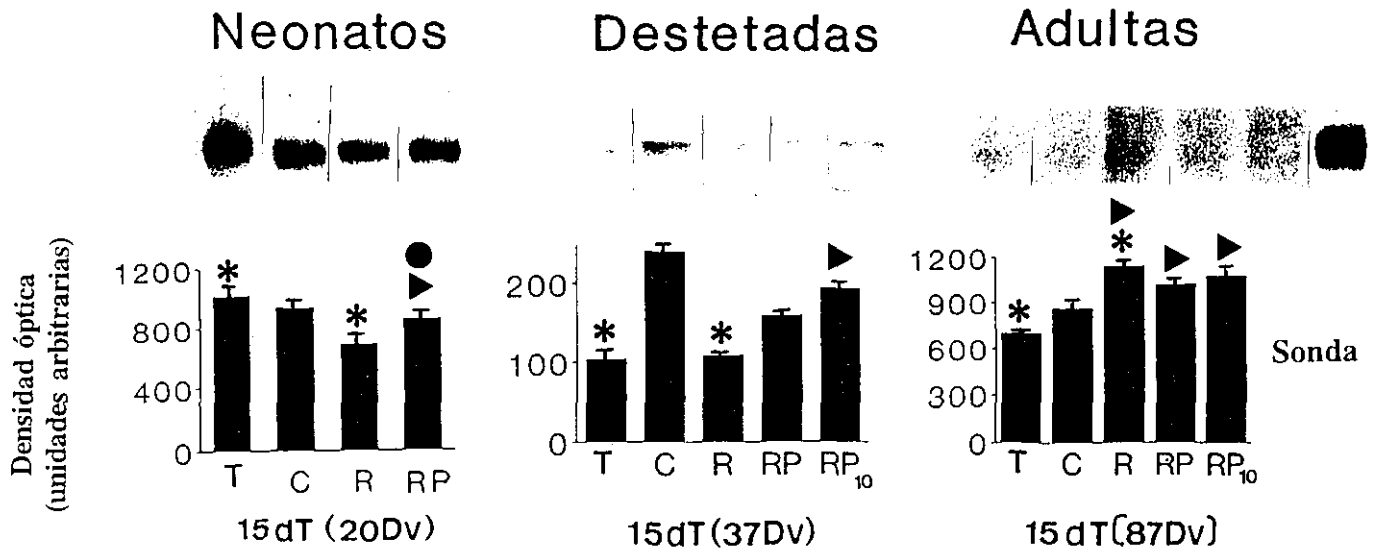 Neonatos
Destetadas
Adultas
Densidad óptica
(unidades arbitrarias)
1200
800
400
0
*
*
T
C
R
RP
15dT (20Dv)
200
100
0
*
*
T
C
R
RP
RP10
15dT (37Dv)
1200
900
600
300
0
*
*
T
C
R
RP
RP10
15dT[87Dv]
Sonda